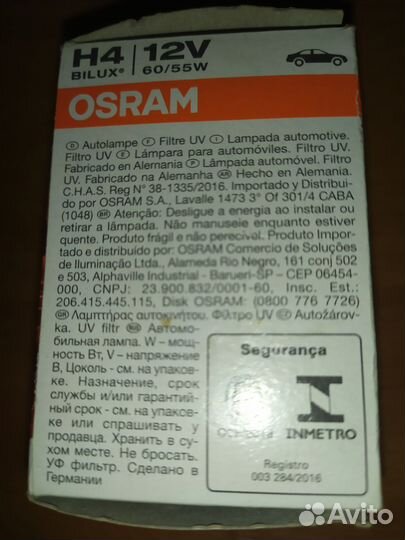 H4 12V
BILUX® 60/55W
OSRAM
D Autolampe F Filtre UV I Lampada automotive.
Filtro UV E Lámpara para automóviles. Filtro UV.
Fabricado en Alemania P Lâmpada automóvel. Filtro
UV. Fabricado na Alemanha AR Hecho en Alemania.
C.H.A.S. Reg N° 38-1335/2016. Importado y Distribui-
do por OSRAM S.A., Lavalle 1473 3° Of 301/4 CABA
(1048) BR Atenção: Desligue a energia ao instalar ou
retirar a lâmpada. Não manuseie enquanto estiver
quente. Produto frágil e não perecível. Produto Impor-
tado e distribuído por: OSRAM Comercio de Soluções
de Iluminação Ltda., Alameda Rio Negro, 161 conj 502
e 503, Alphaville Industrial - Barueri-SP – CEP 06454-
000, CNPJ: 23.900.832/0001-60, Insc. Est.:
206.415.445.115, Disk OSRAM: (0800 776 7726)
GR Λαμπτήρας αυτοκινήτου. Φίλτρο UV CZ Autožárov-
ka. UV filtr Автомо-
бильная лампа. W – мощ-
ность Вт, V – напряжение
В, Цоколь – см. на упаков-
ке. Назначение, срок
службы и/или гарантий-
ный срок - см. на упаков-
ке или спрашивать у
продавца. Хранить в су-
хом месте. Не бросать.
УФ фильтр. Сделано в
Германии
Segurança
INMETRO
Registro
003 284/2016
Avito